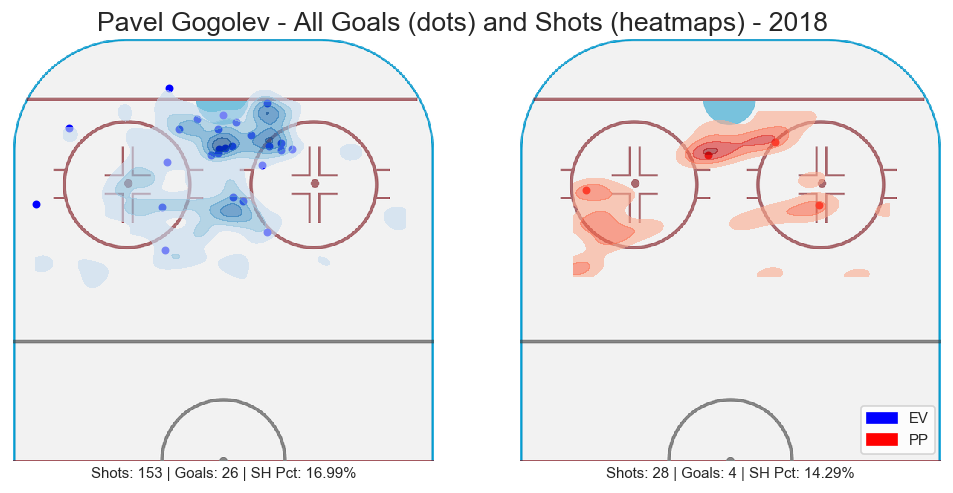 Pavel Gogolev - All Goals (dots) and Shots (heatmaps) - 2018
EV
PP
Shots: 153 | Goals: 26 | SH Pct: 16.99%
Shots: 28 | Goals: 4 | SH Pct: 14.29%